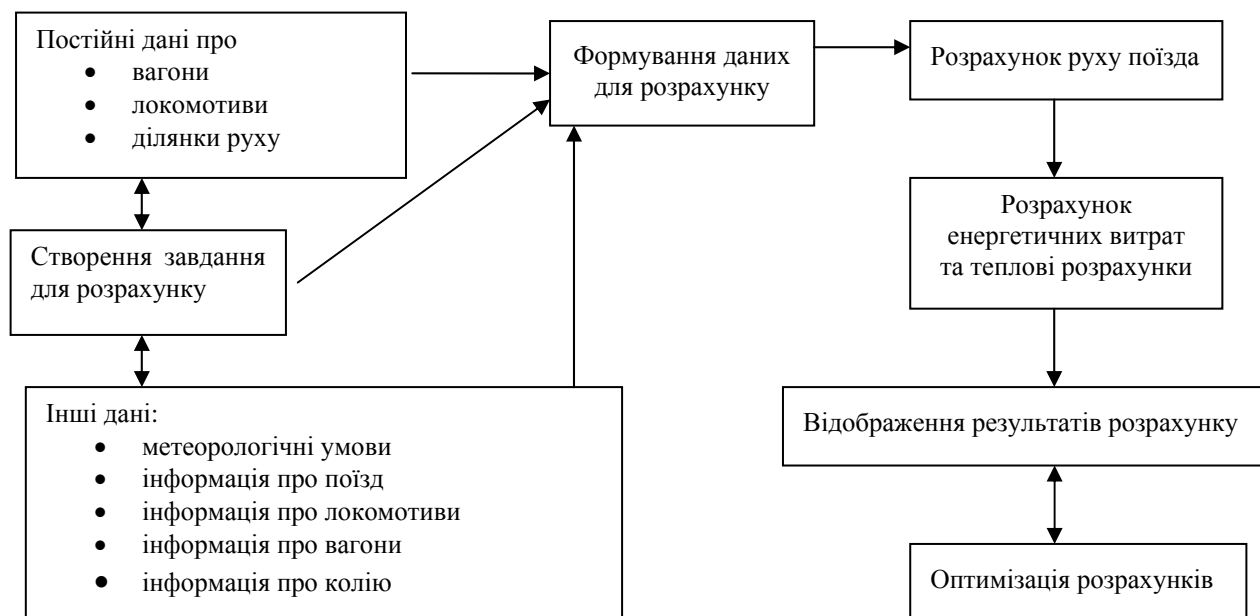 Постійні дані про
• вагони
• локомотиви
• ділянки руху
Створення завдання
для розрахунку
Інші дані:
• метеорологічні умови
• інформація про поїзд
• інформація про локомотиви
• інформація про вагони
• інформація про колію
Формування даних
для розрахунку
Розрахунок руху поїзда
Розрахунок
енергетичних витрат
та теплові розрахунки
Відображення результатів розрахунку
Оптимізація розрахунків